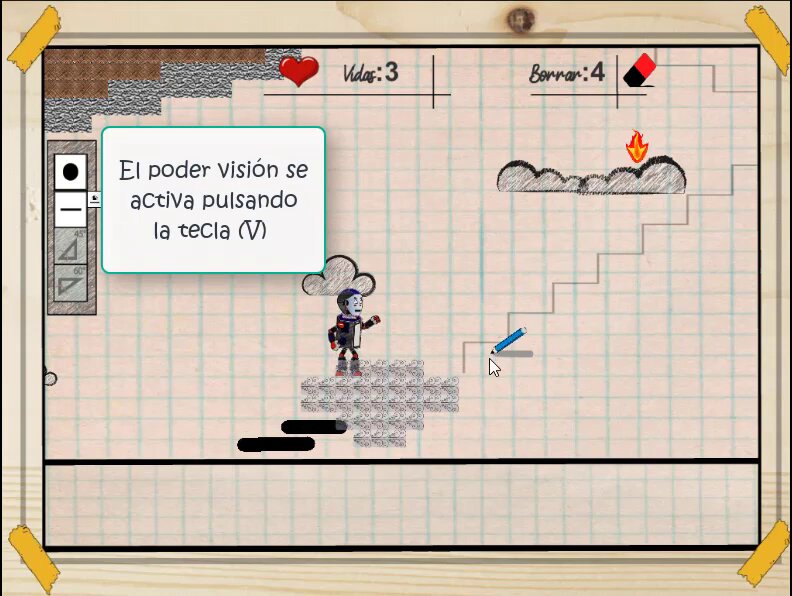 Vidas:3
Borrar:4
El poder visión se
activa pulsando
la tecla (V)
45°
60°